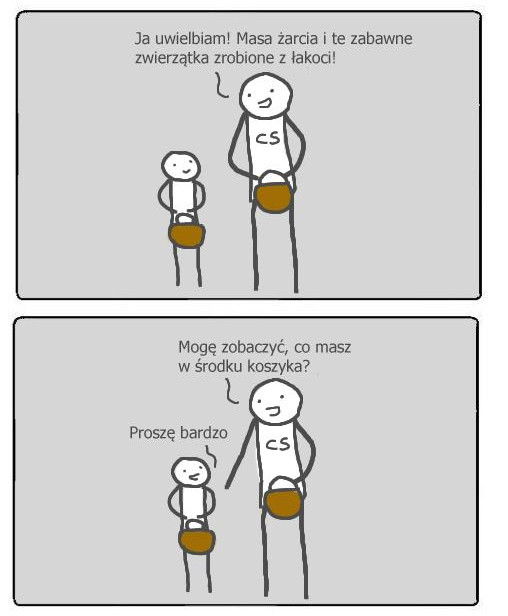 Ja uwielbiam! Masa żarcia i te zabawne
zwierzątka zrobione z łakoci!
CS
Mogę zobaczyć, co masz
w środku koszyka?
Proszę bardzo
CS